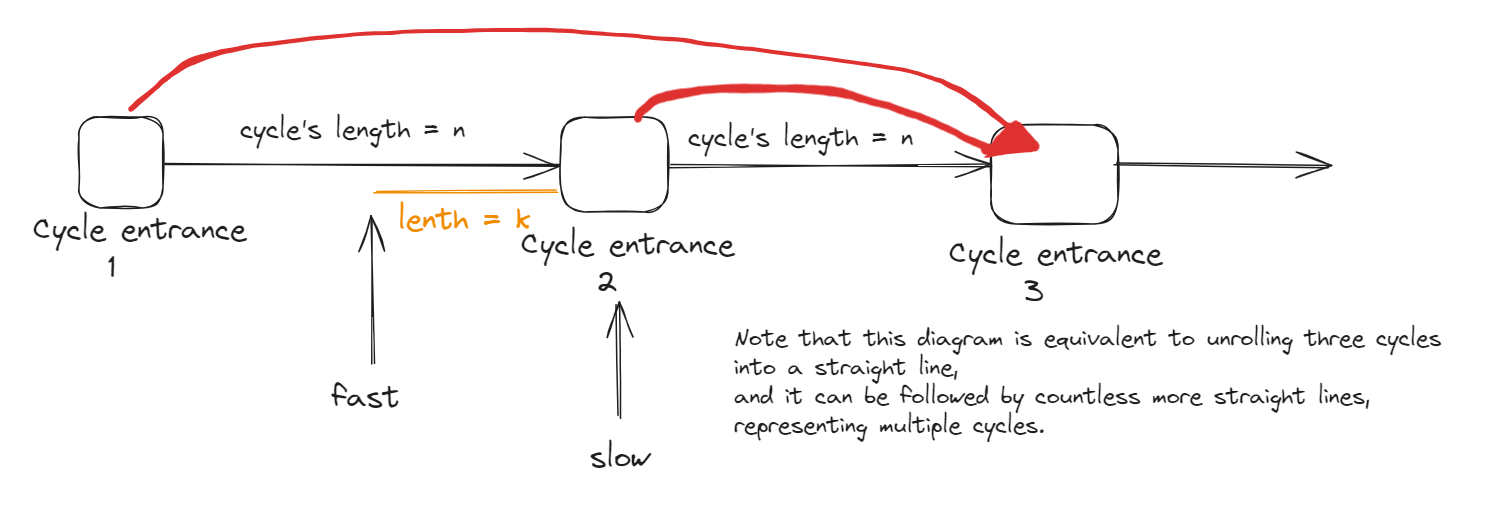 cycle's length = n
cycle's length = n
lenth = k
Cycle entrance
1
Cycle entrance
2
Cycle entrance
3
fast
slow
Note that this diagram is equivalent to unrolling three cycles
into a straight line,
and it can be followed by countless more straight lines,
representing multiple cycles.